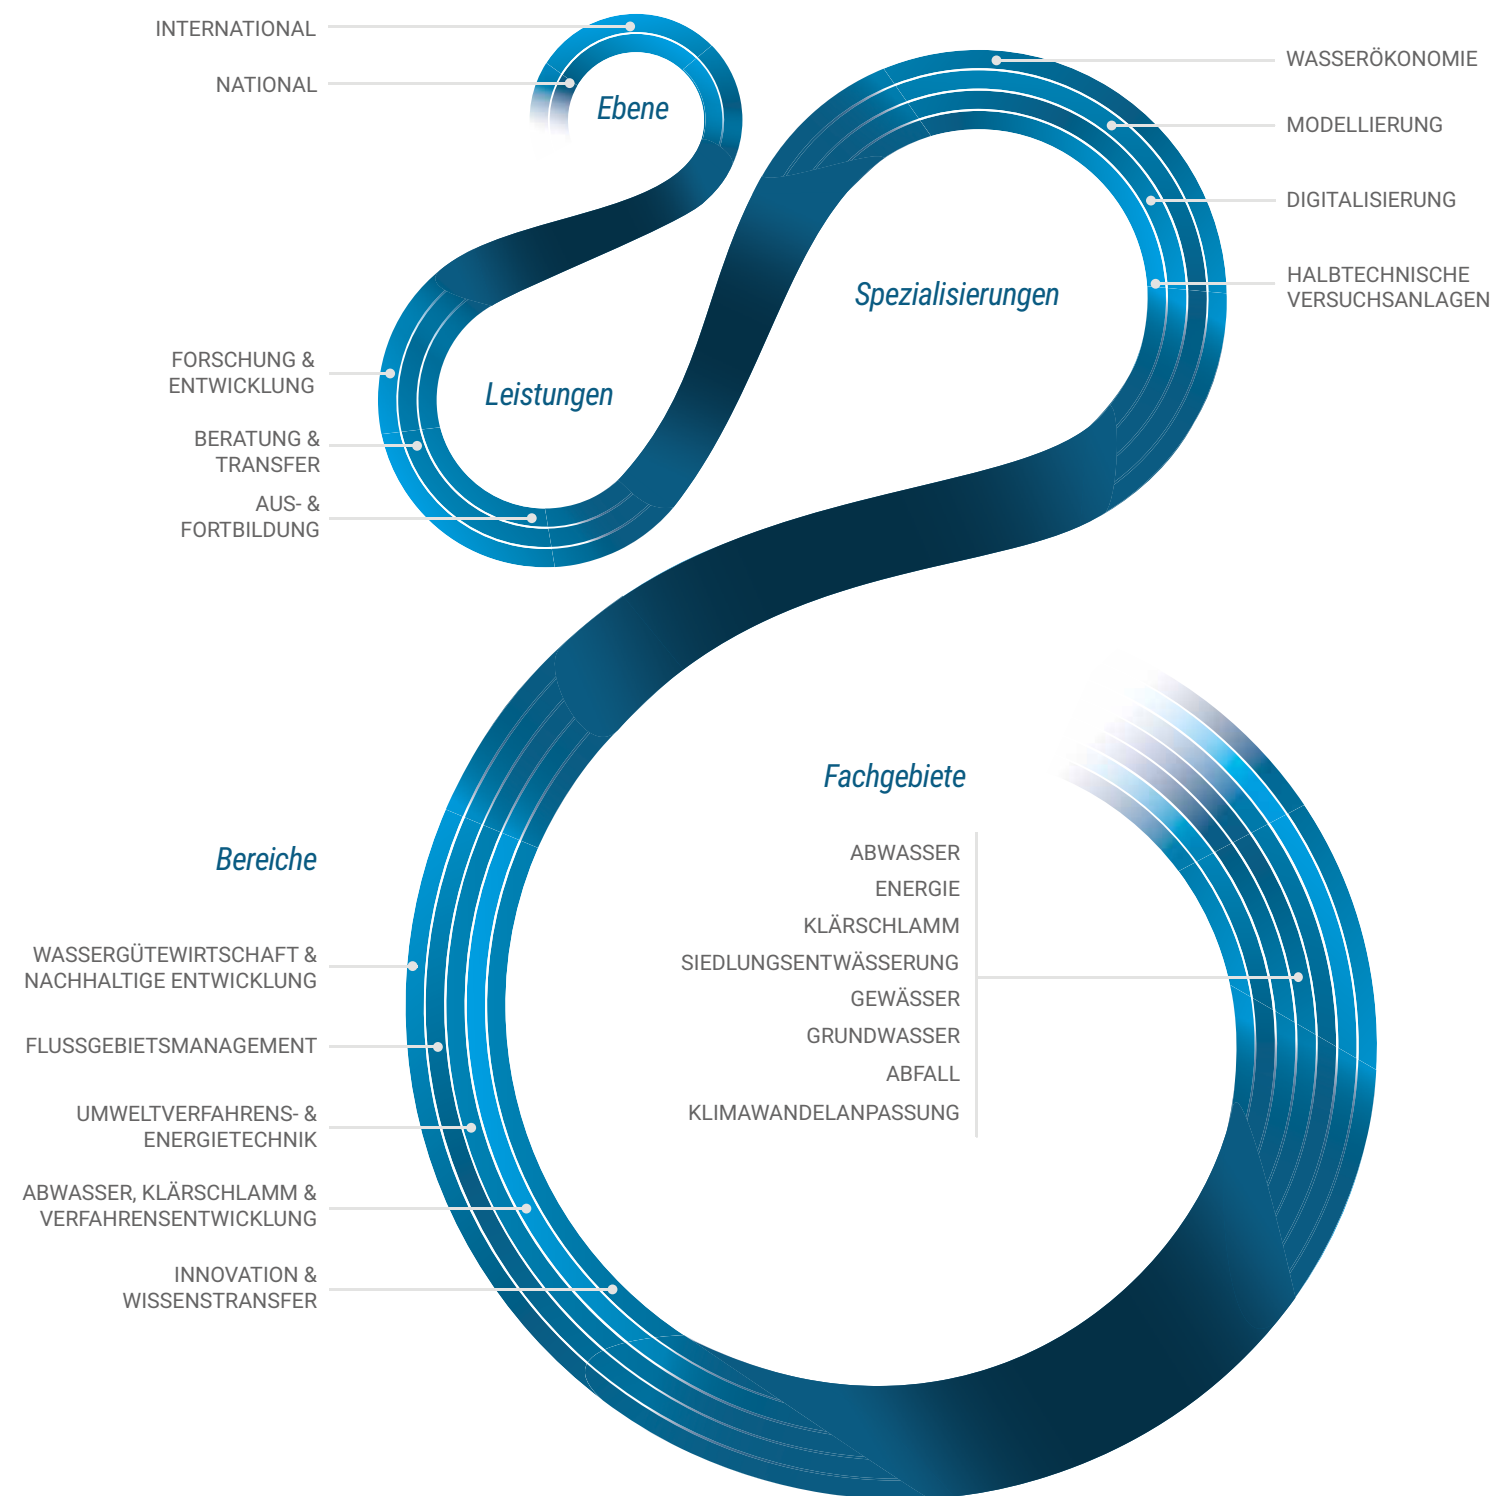 INTERNATIONAL
NATIONAL
Ebene
WASSERÖKONOMIE
MODELLIERUNG
DIGITALISIERUNG
HALBTECHNISCHE
VERSUCHSANLAGEN
Spezialisierungen
FORSCHUNG &
ENTWICKLUNG
BERATUNG &
TRANSFER
AUS- &
FORTBILDUNG
Leistungen
Bereiche
WASSERGÜTEWIRTSCHAFT &
NACHHALTIGE ENTWICKLUNG
FLUSSGEBIETSMANAGEMENT
UMWELTVERFAHRENS- &
ENERGIETECHNIK
ABWASSER, KLÄRSCHLAMM &
VERFAHRENSENTWICKLUNG
INNOVATION &
WISSENSTRANSFER
Fachgebiete
ABWASSER
ENERGIE
KLÄRSCHLAMM
SIEDLUNGSENTWÄSSERUNG
GEWÄSSER
GRUNDWASSER
ABFALL
KLIMAWANDELANPASSUNG